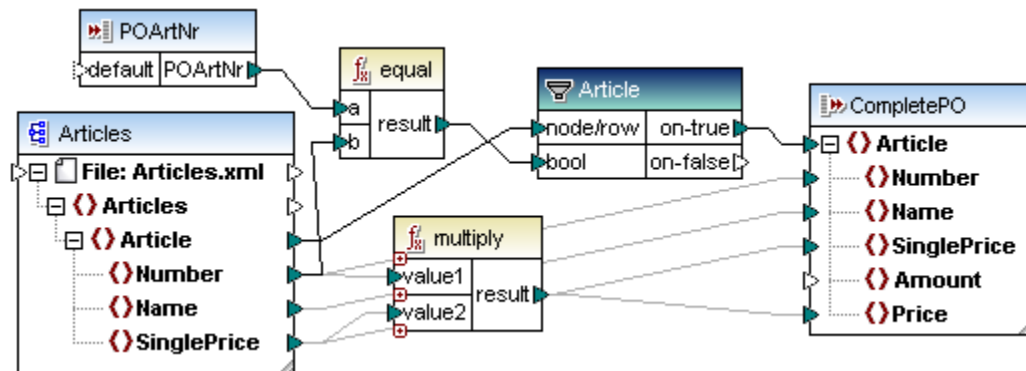 POArtNr
default POArtNr
equal
a
result
b
Article
node/row on-true
bool on-false
Articles
File: Articles.xml
Articles
Article
Number
Name
SinglePrice
multiply
value1
result
value2
CompletePO
Article
Number
Name
SinglePrice
Amount
Price